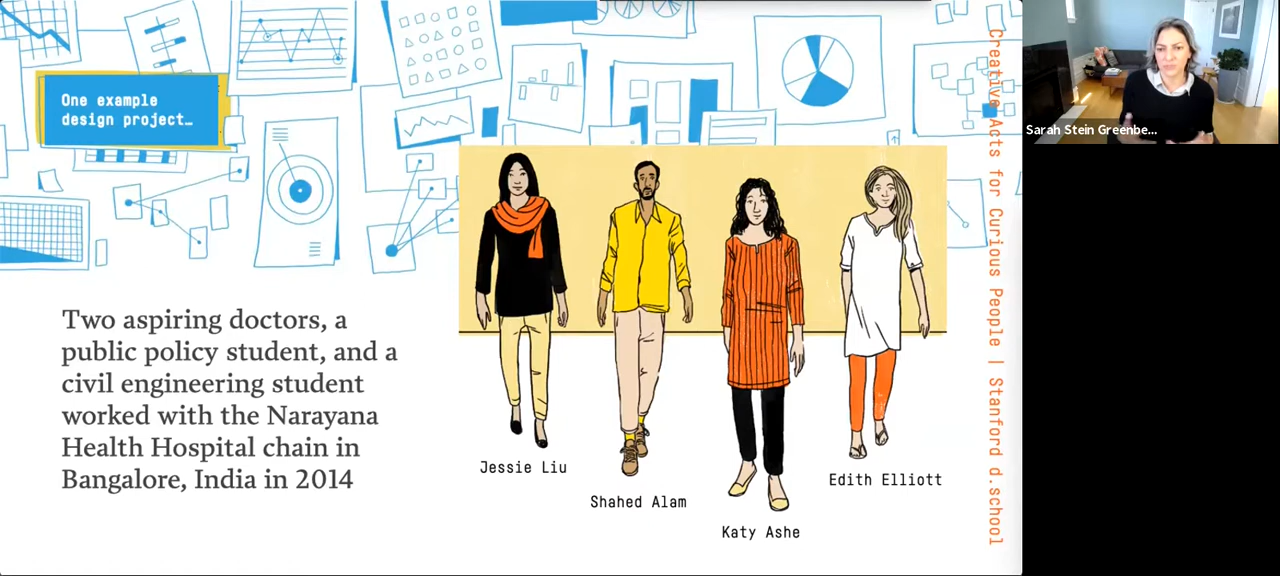 One example
design project…
Two aspiring doctors, a
public policy student, and a
civil engineering student
worked with the Narayana
Health Hospital chain in
Bangalore, India in 2014
Jessie Liu
Shahed Alam
Katy Ashe
Edith Elliott
Creative Acts for Curious People | Stanford d.school
Sarah Stein Greenbe...